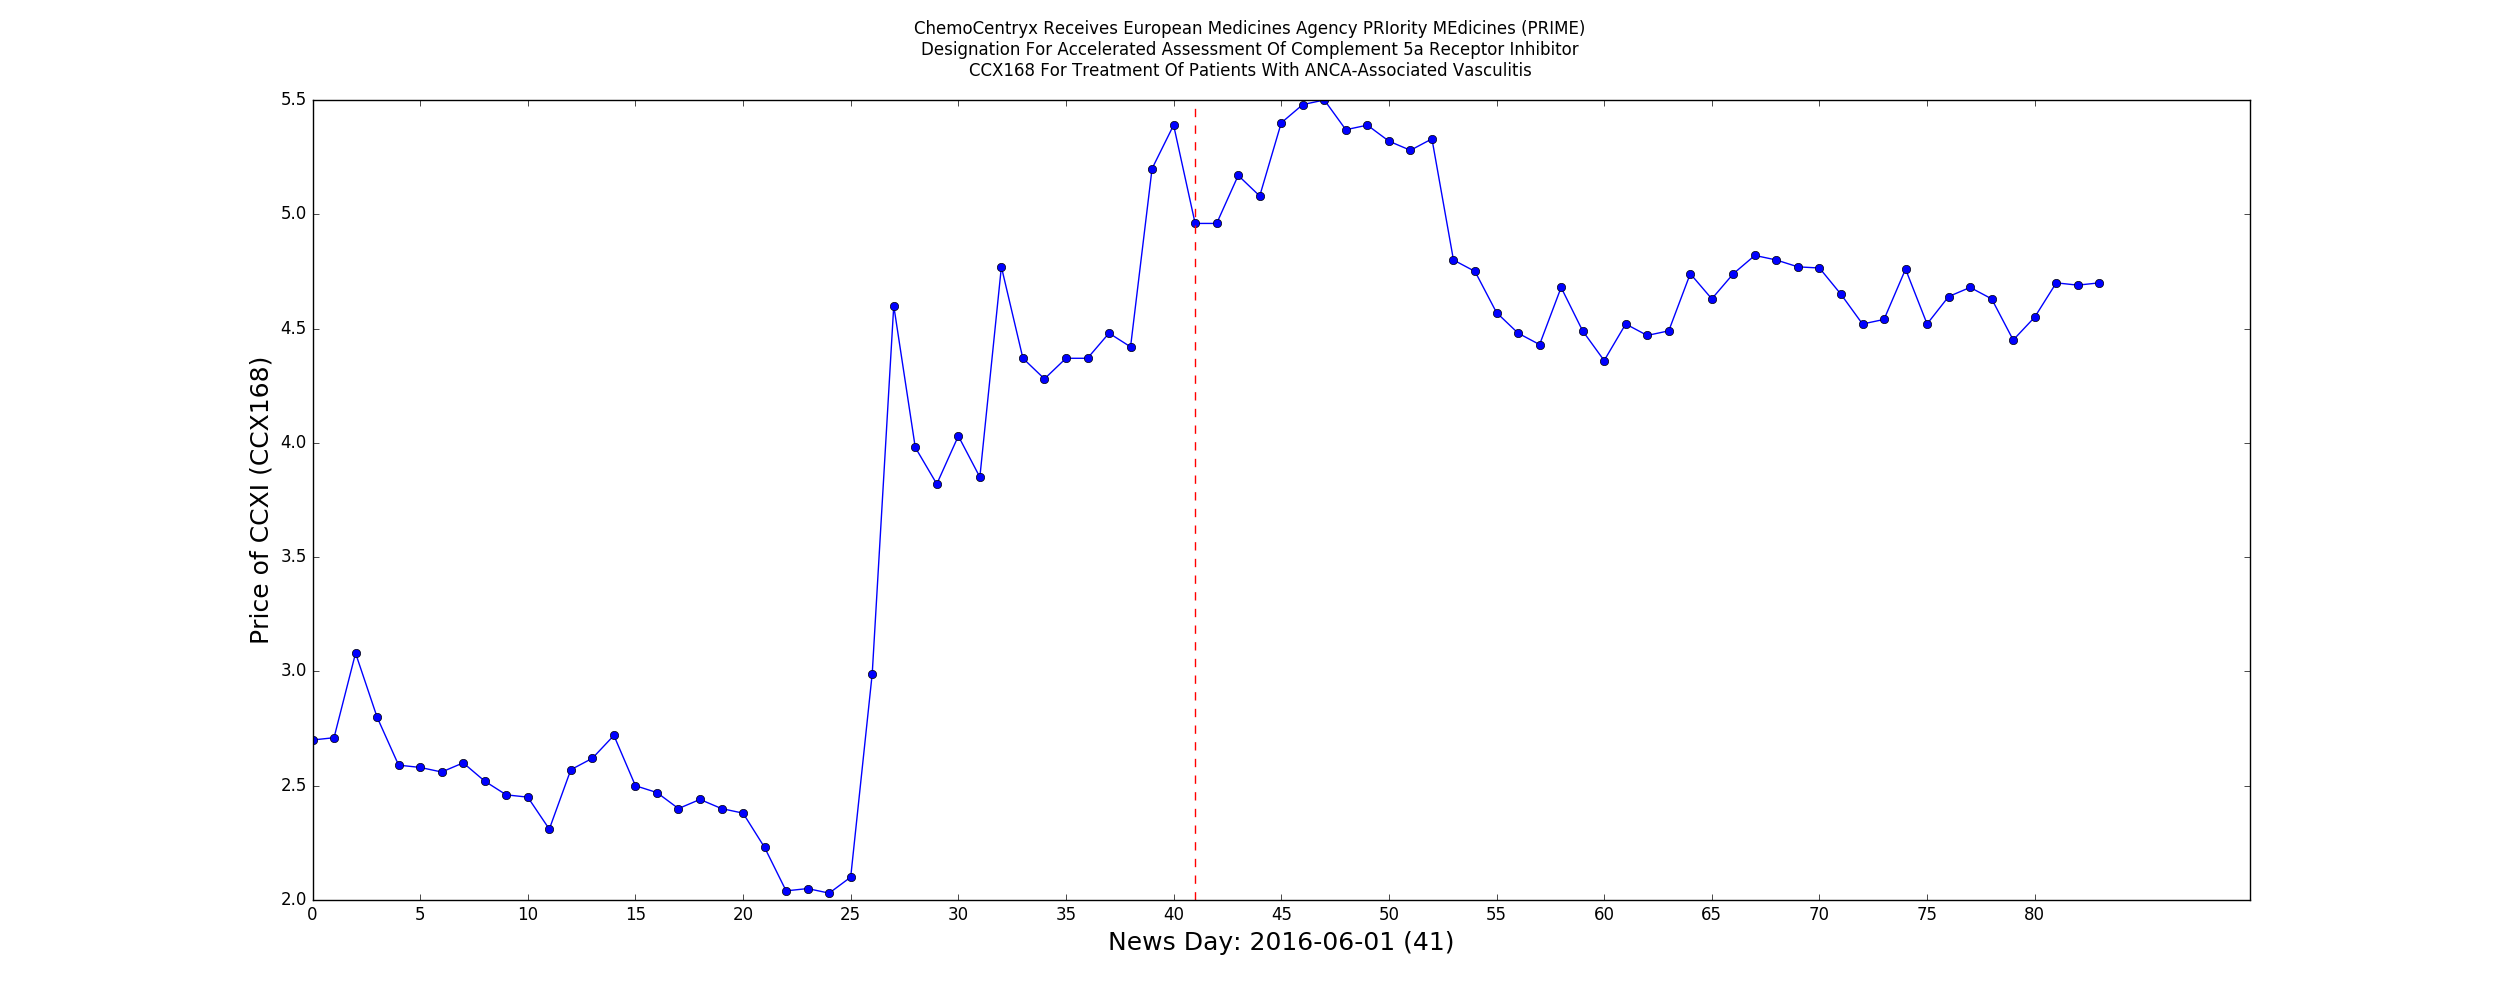 ChemoCentryx Receives European Medicines Agency PRIority MEdicines (PRIME)
Designation For Accelerated Assessment Of Complement 5a Receptor Inhibitor
CCX168 For Treatment Of Patients With ANCA-Associated Vasculitis
5.5
5.0
4.5
4.0
3.5
3.0
2.5
2.0
Price of CCXI (CCX168)
0 5 10 15 20 25 30 35 40 45 50 55 60 65 70 75 80
News Day: 2016-06-01 (41)